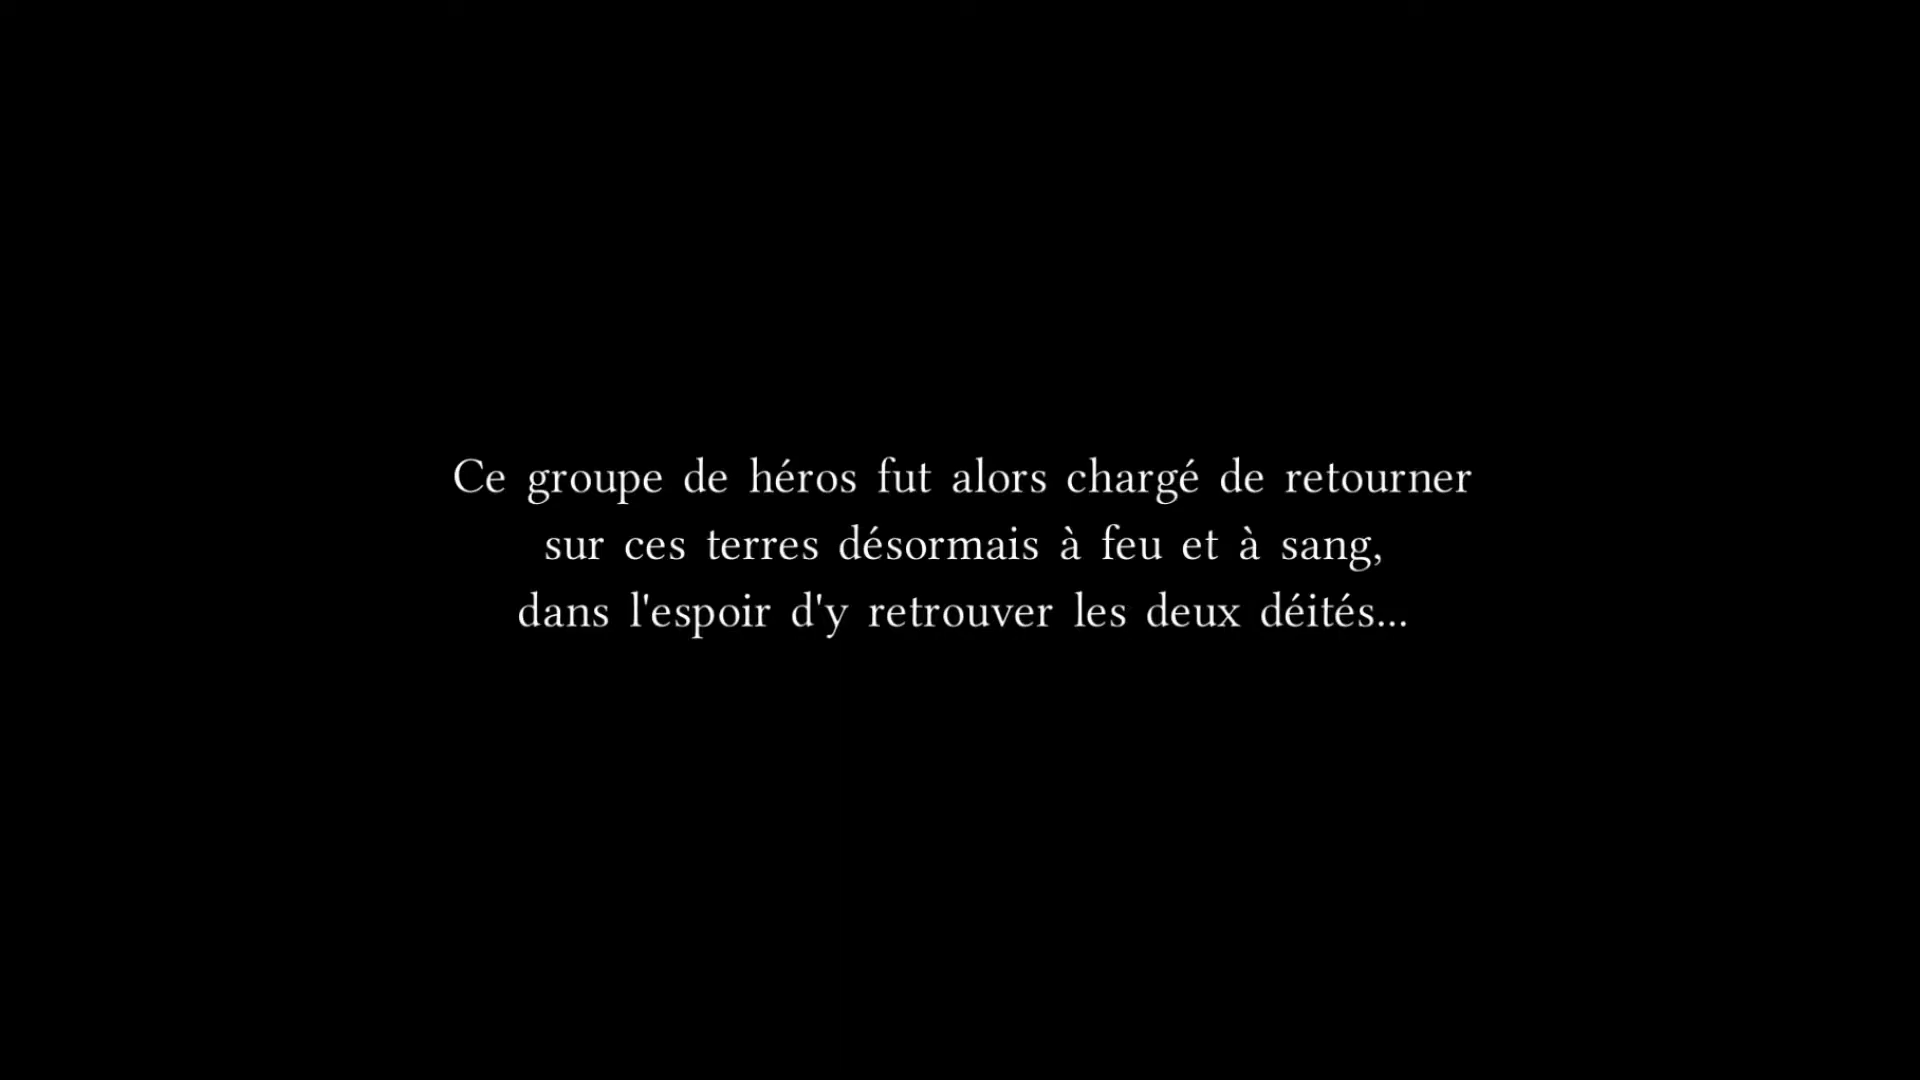 Ce groupe de héros fut alors chargé de retourner
sur ces terres désormais à feu et à sang,
dans l'espoir d'y retrouver les deux déités...